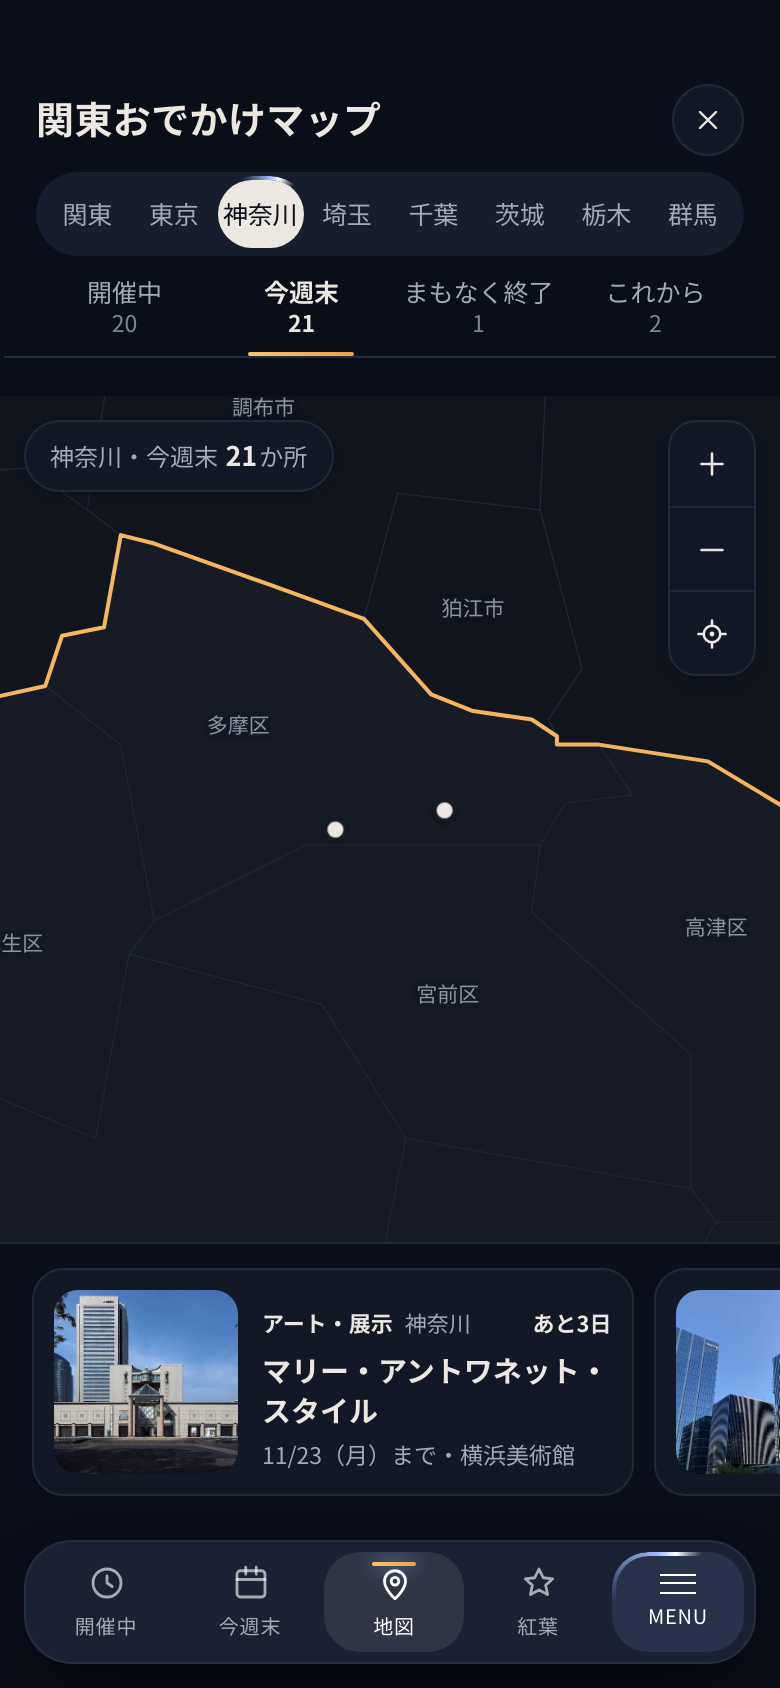 関東おでかけマップ
関東 東京 神奈川 埼玉 千葉 茨城 栃木 群馬
開催中 今週末 まもなく終了 これから
20 21 1 2
調布市
神奈川・今週末 21か所
狛江市
多摩区
高津区
生区
宮前区
アート・展示 神奈川 あと3日
マリー・アントワネット・
スタイル
11/23（月）まで・横浜美術館
開催中 今週末 地図 紅葉 MENU